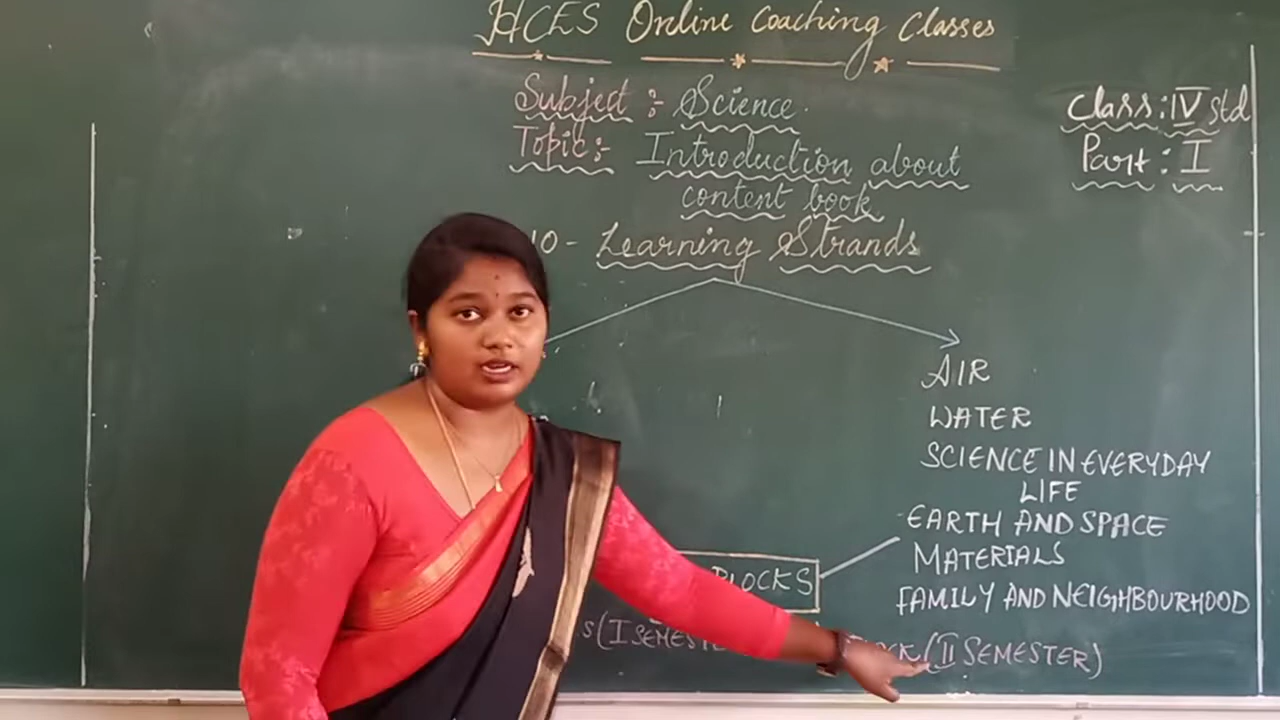 HCES Online Coaching Classes
Subject :- Science.
Topic:- Introduction about
content book
Class: IV std
Part : I
10 - Learning Strands
AIR
WATER
SCIENCE IN EVERYDAY
LIFE
EARTH AND SPACE
MATERIALS
FAMILY AND NEIGHBOURHOOD
BLOCKS
(I
(II SEMESTER)